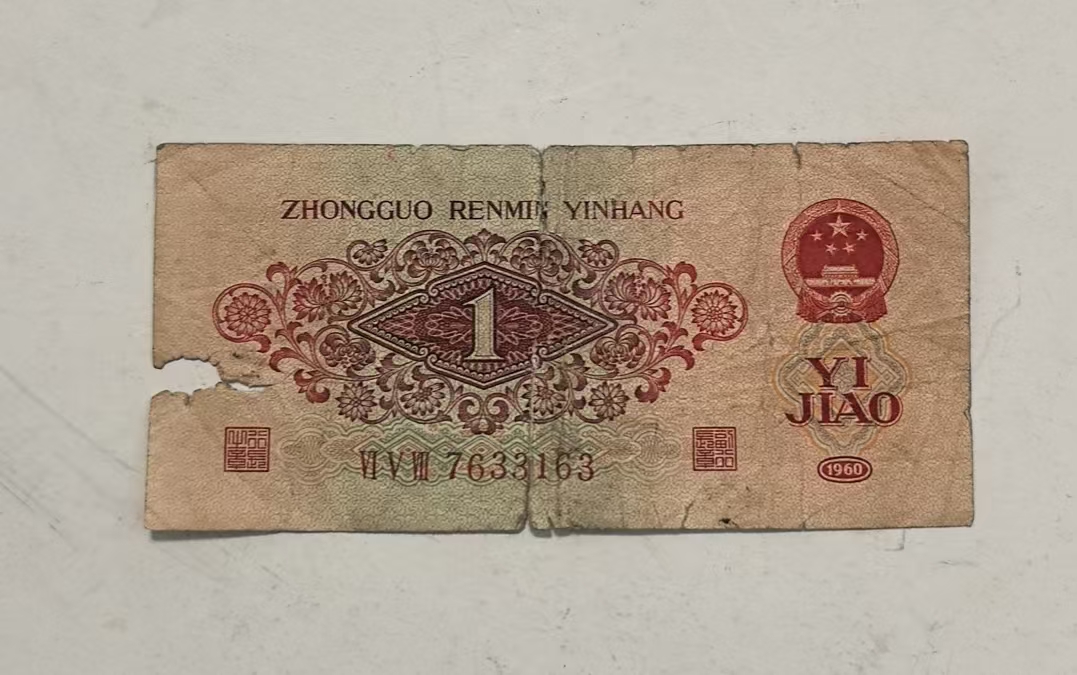 ZHONGGUO RENMIN YINHANG
1
YI
JIAO
ⅥⅤⅧ 7633163
1960